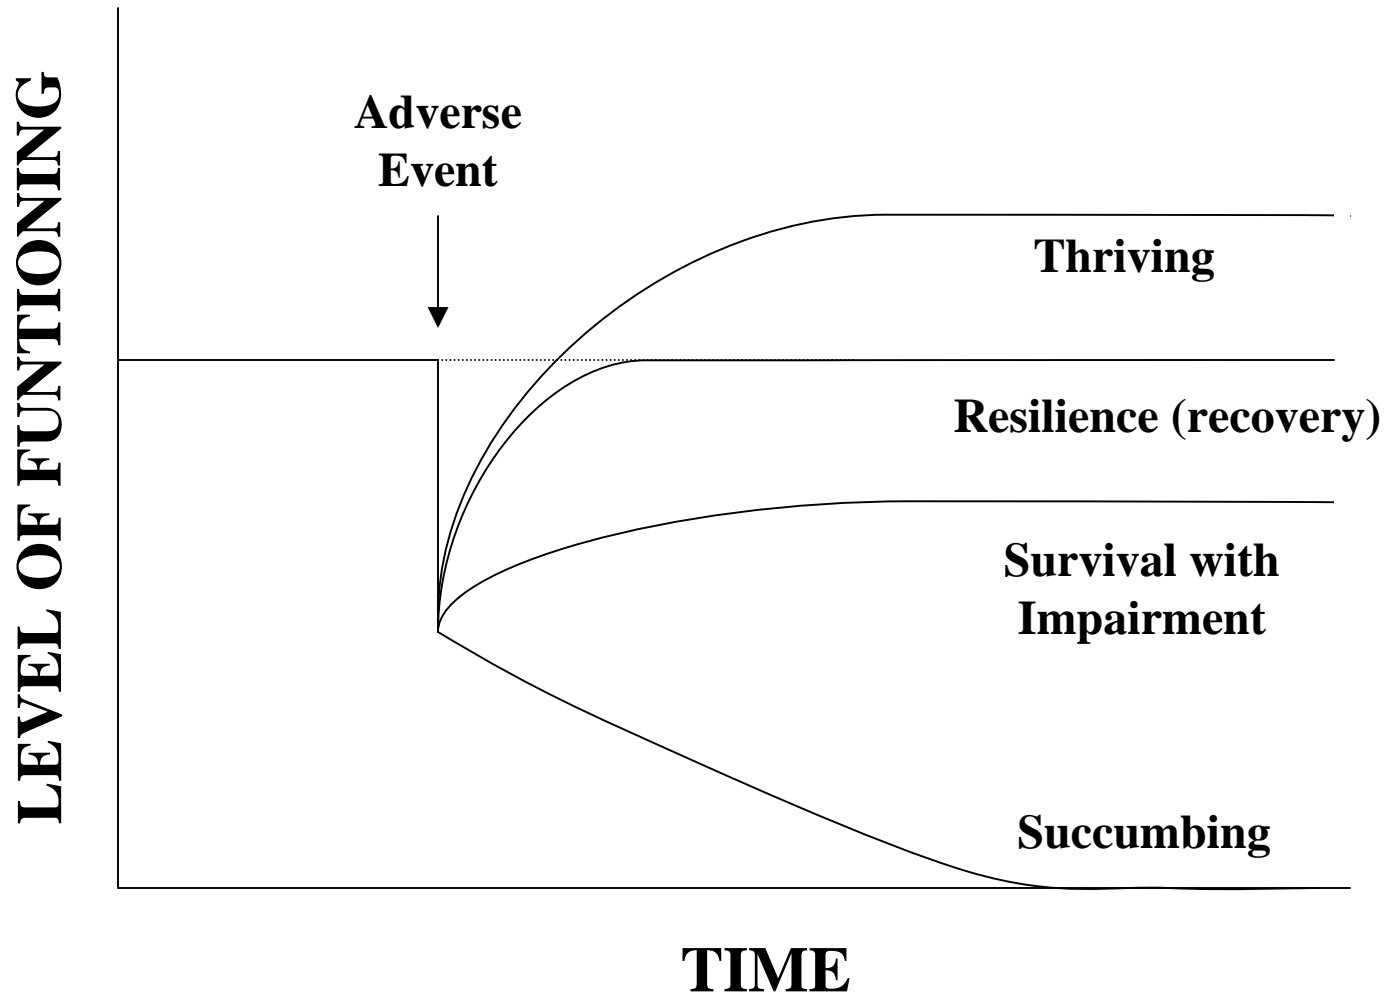 LEVEL OF FUNTIONING
Adverse
Event
Thriving
Resilience (recovery)
Survival with
Impairment
Succumbing
TIME